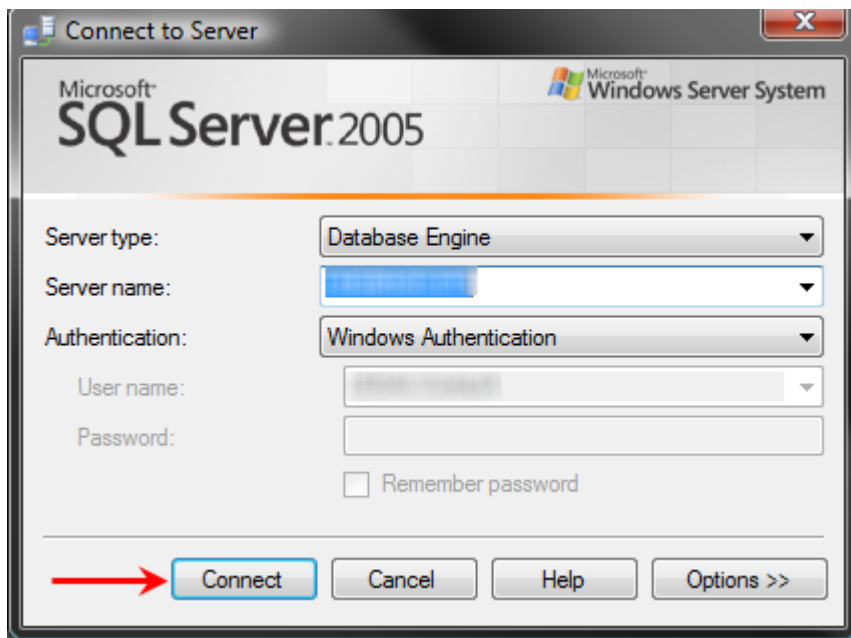 Connect to Server
Microsoft
SQL Server 2005
Microsoft
Windows Server System
Server type:
Database Engine
Server name:
Authentication:
Windows Authentication
User name:
Password:
Remember password
Connect
Cancel
Help
Options >>